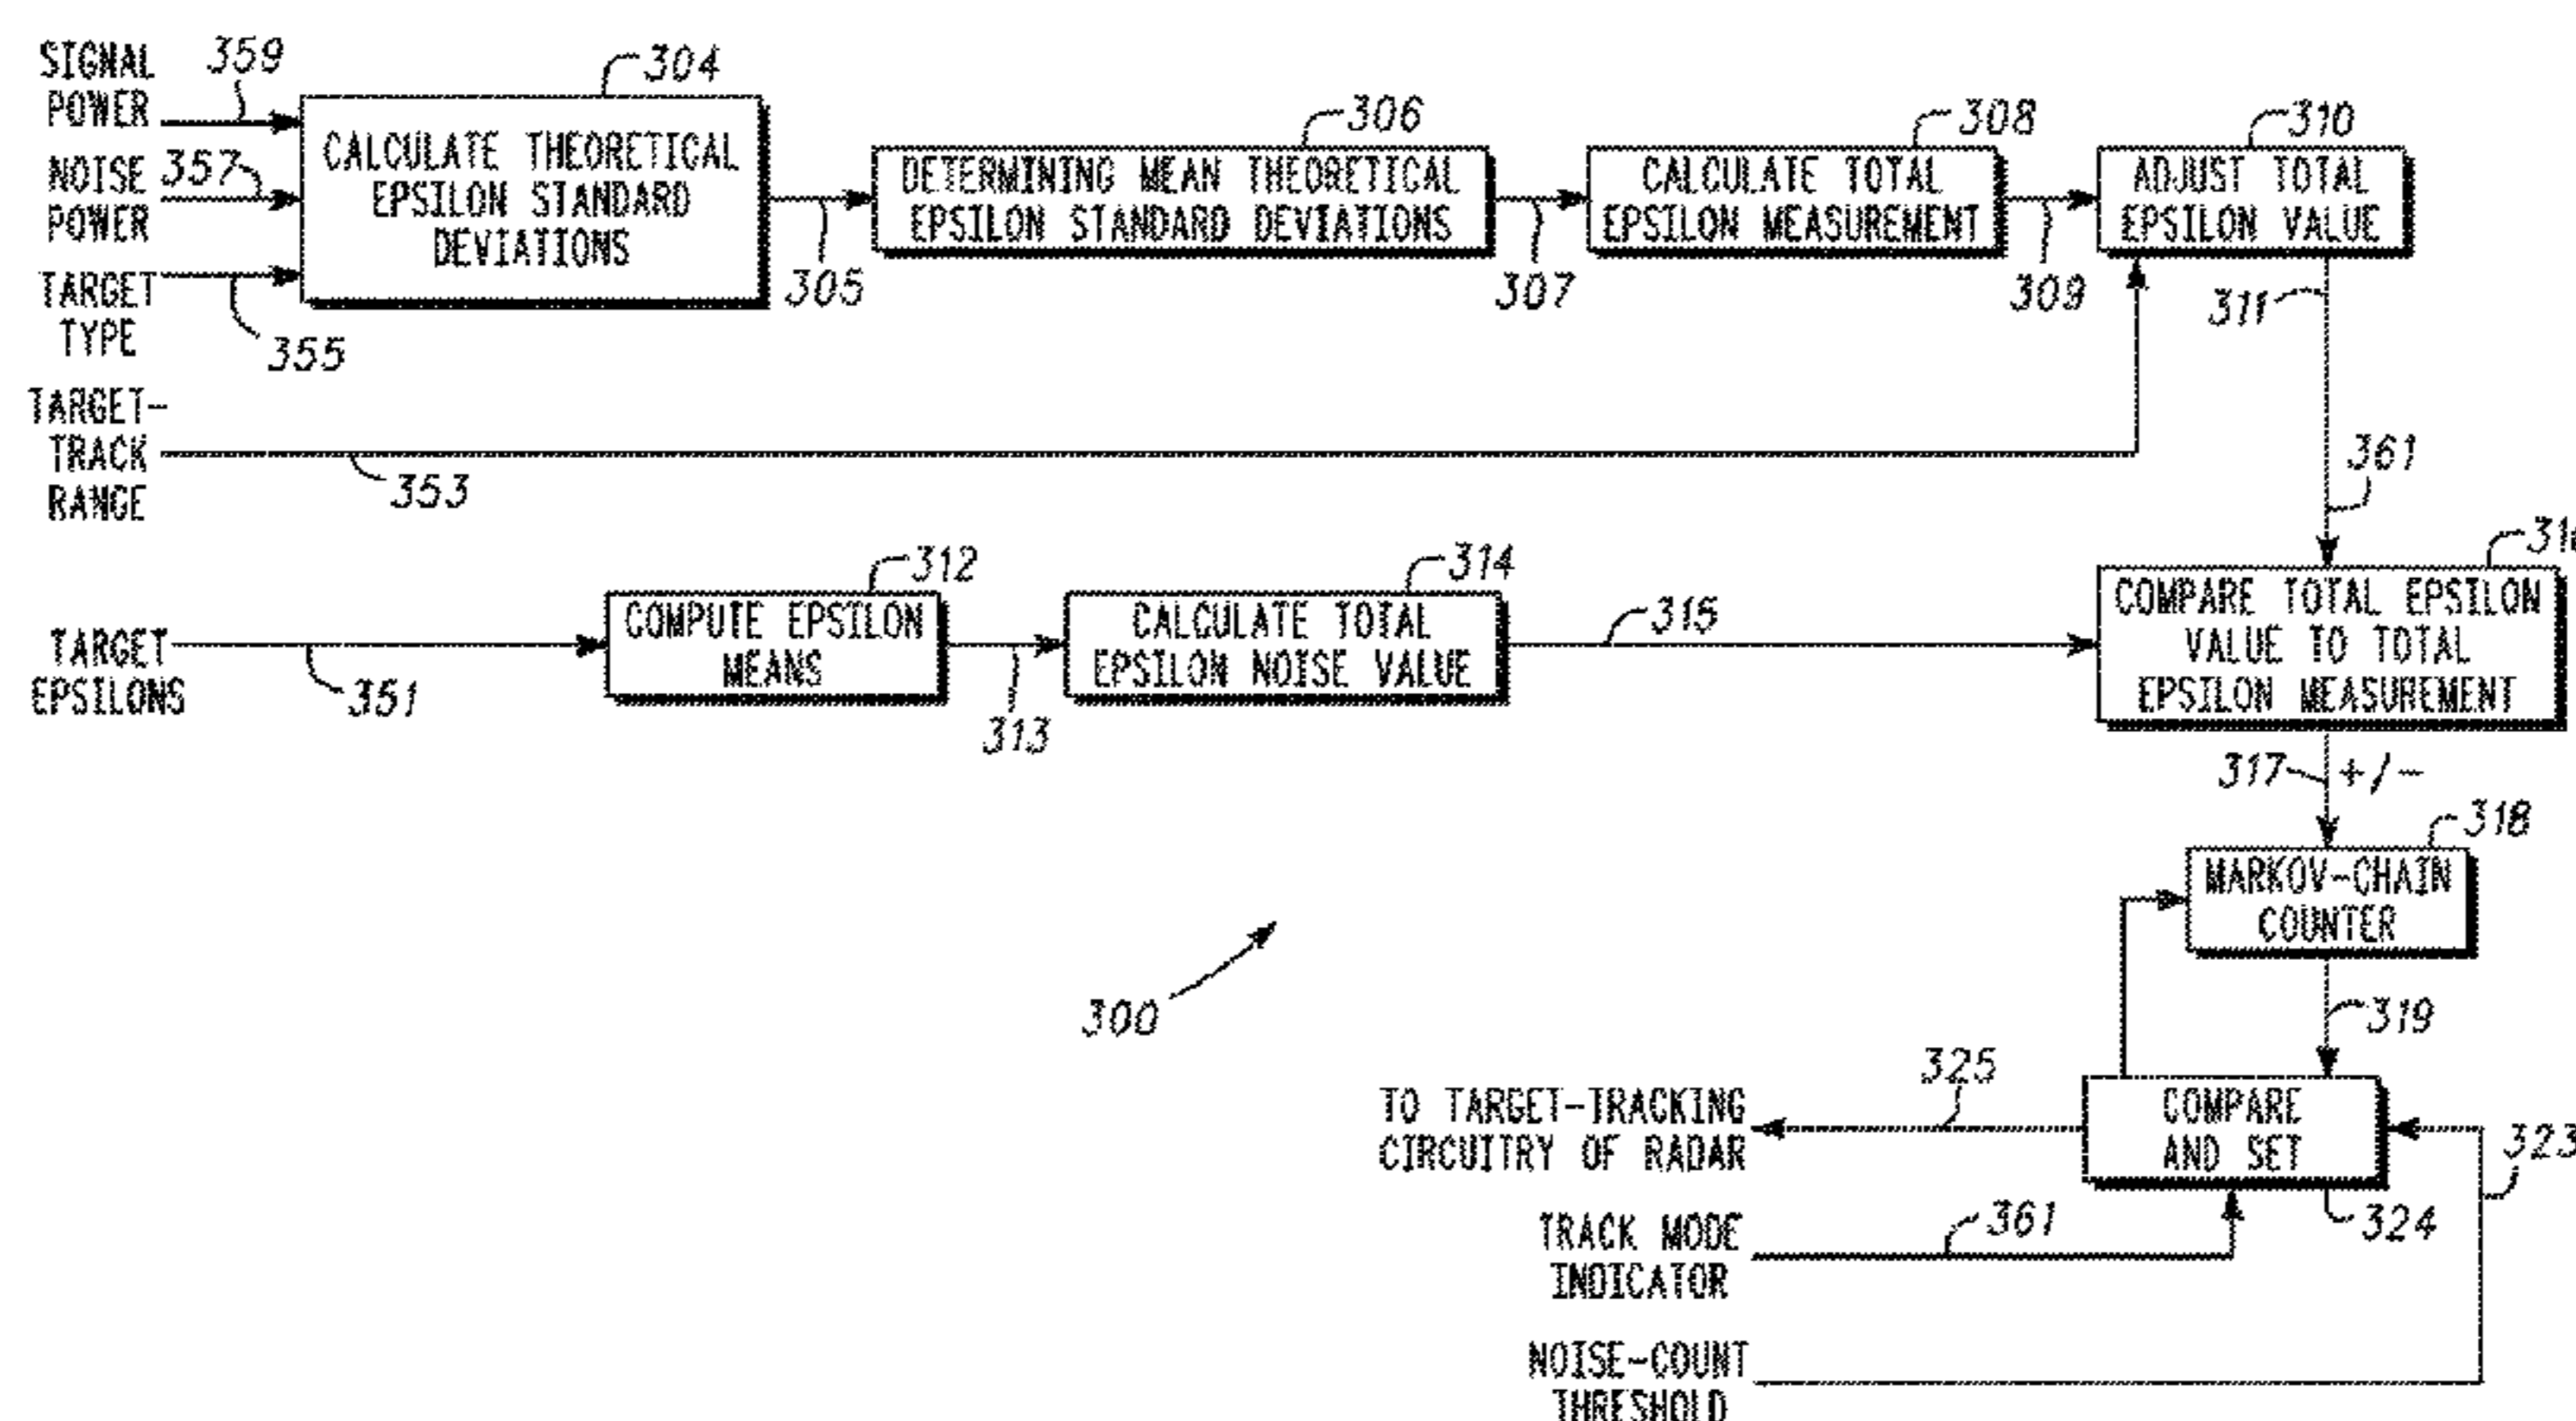 SIGNAL
POWER
359
NOISE
POWER
357
TARGET
TYPE
355
304
CALCULATE THEORETICAL
EPSILON STANDARD
DEVIATIONS
305
306
DETERMINING MEAN THEORETICAL
EPSILON STANDARD DEVIATIONS
307
308
CALCULATE TOTAL
EPSILON MEASUREMENT
309
310
ADJUST TOTAL
EPSILON VALUE
311
TARGET-
TRACK
RANGE
353
361
TARGET
EPSILONS
351
312
COMPUTE EPSILON
MEANS
313
314
CALCULATE TOTAL
EPSILON NOISE VALUE
315
COMPARE TOTAL EPSILON
VALUE TO TOTAL
EPSILON MEASUREMENT
317 +/-
318
MARKOV-CHAIN
COUNTER
319
300
TO TARGET-TRACKING
CIRCUITRY OF RADAR
325
COMPARE
AND SET
323
324
TRACK MODE
INDICATOR
361
NOISE-COUNT
THRESHOLD